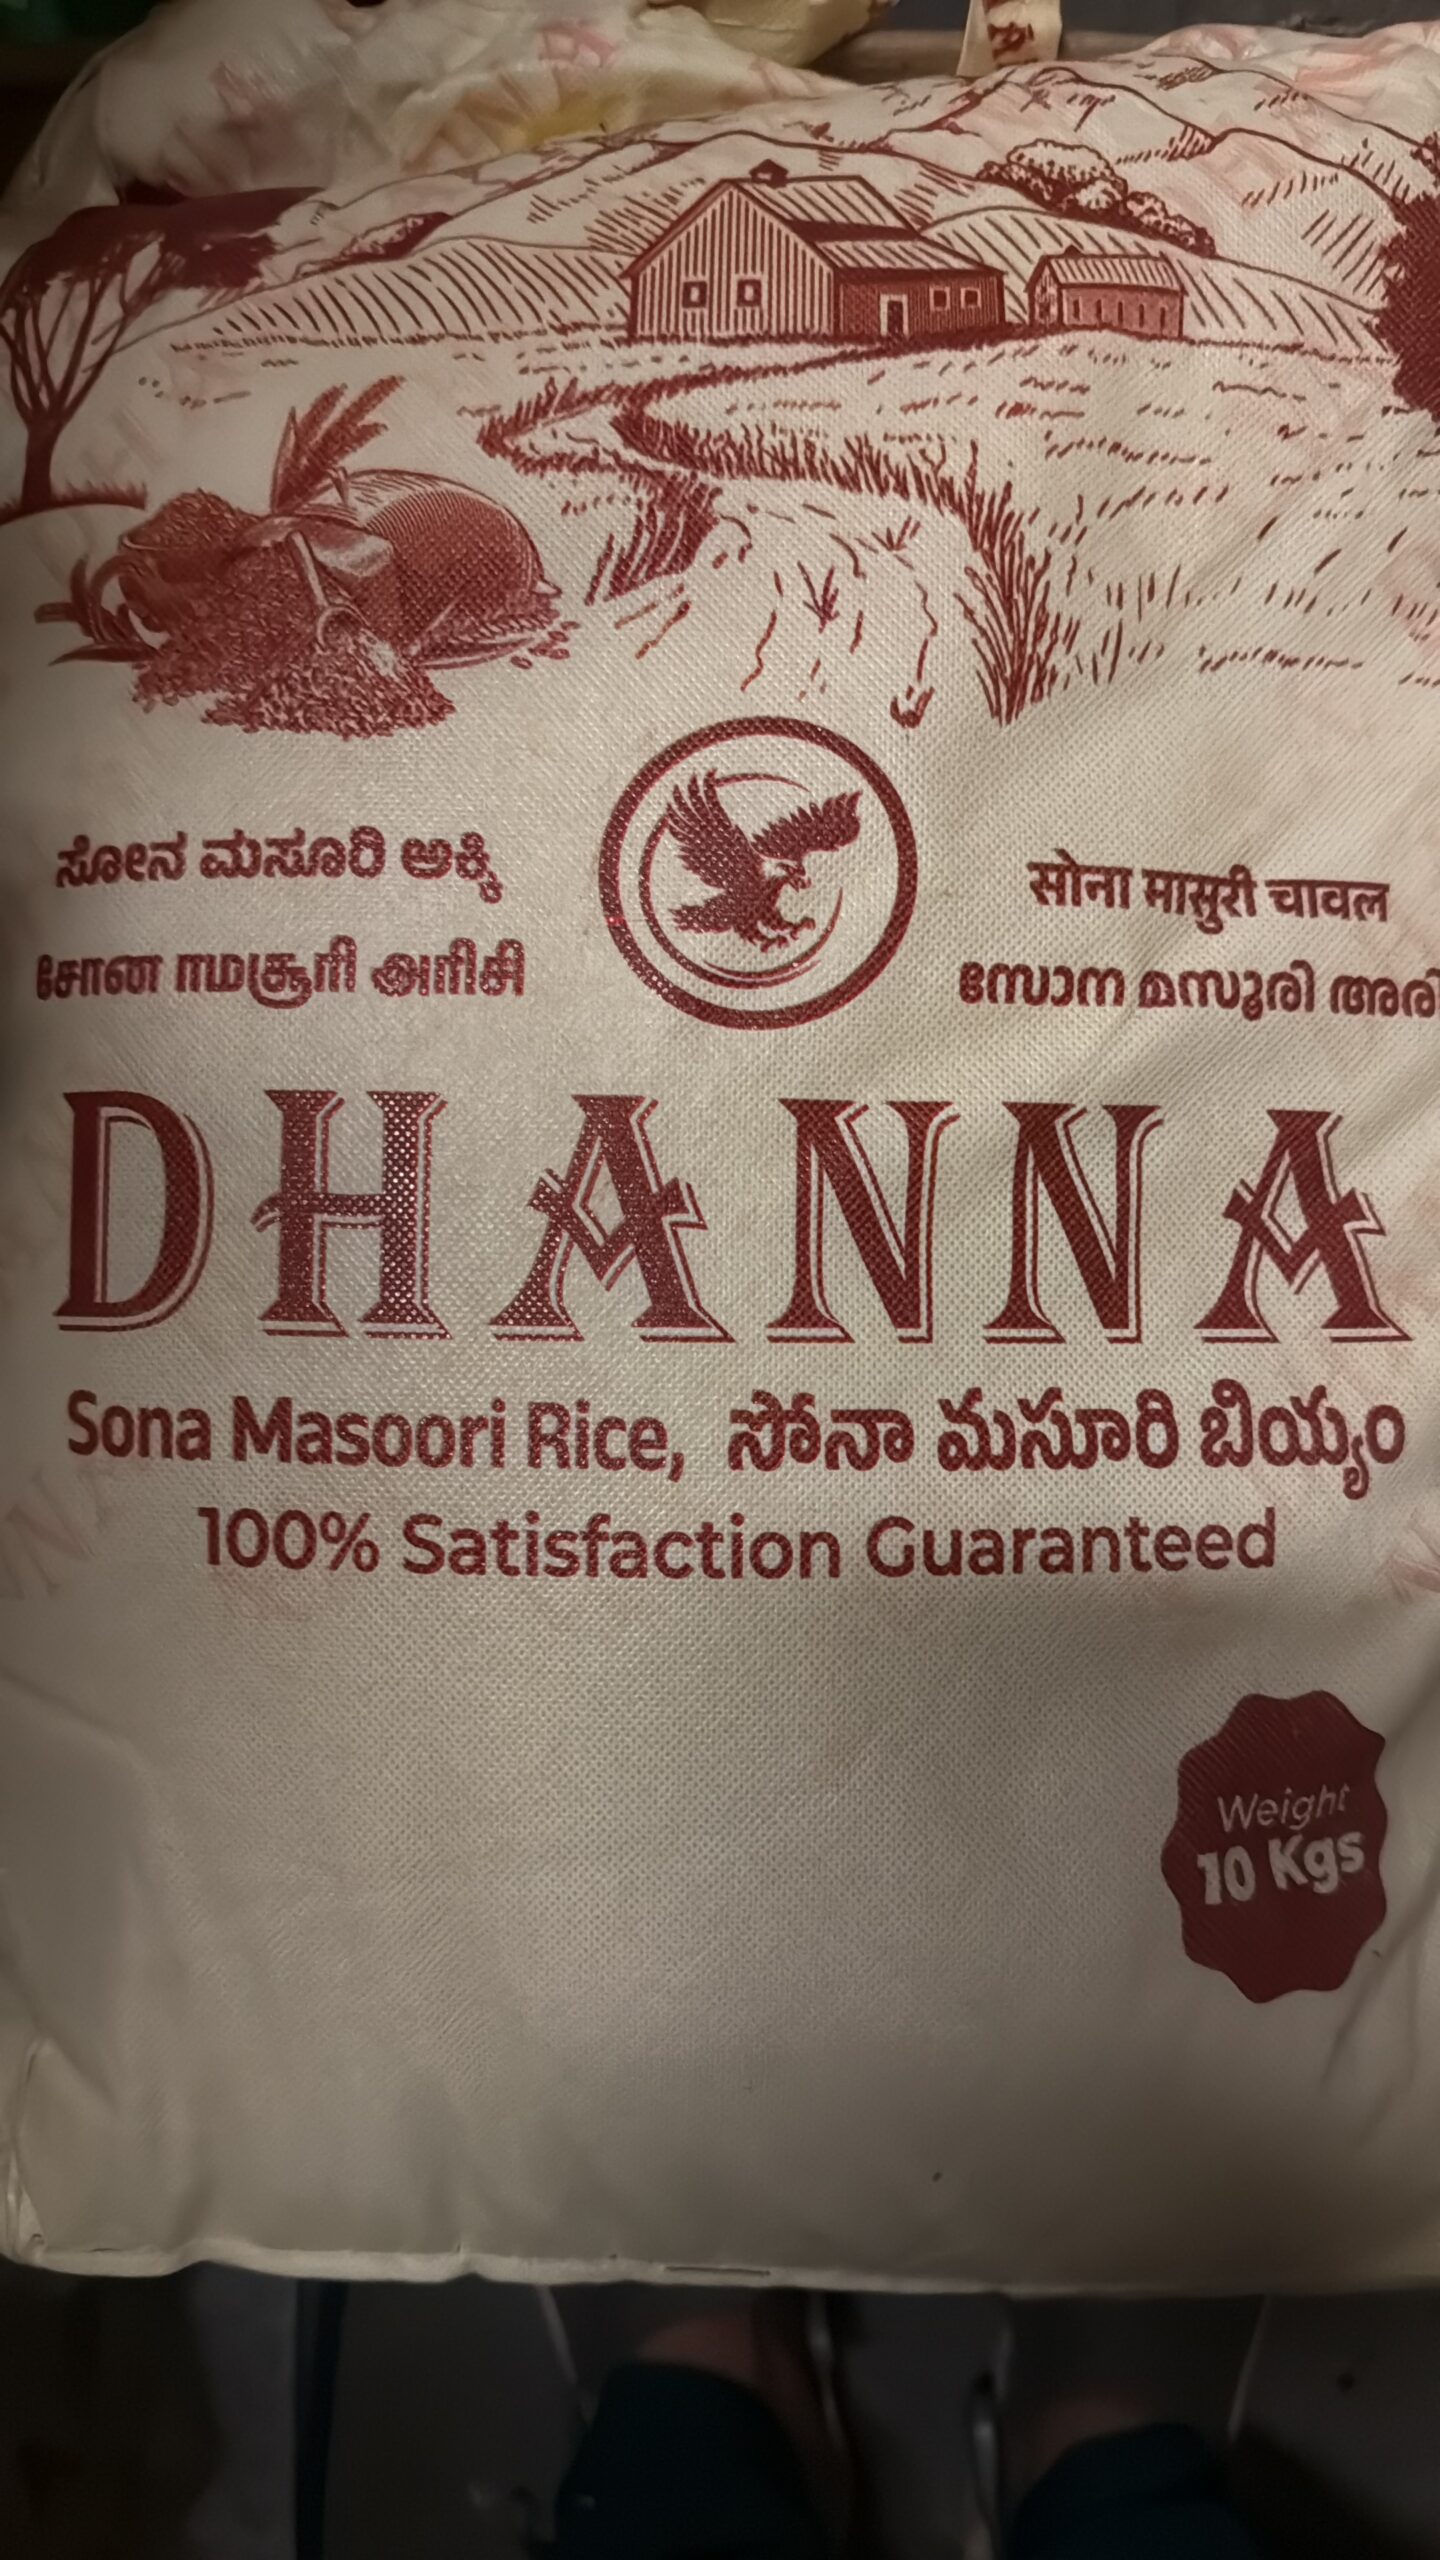 ಸೋನ ಮಸೂರಿ ಅಕ್ಕಿ
सोना मासुरी चावल
சோனா மசூரி அரிசி
സോന മസൂരി അരി
DHANNA
Sona Masoori Rice, సోనా మసూరి బియ్యం
100% Satisfaction Guaranteed
Weight
10 Kgs